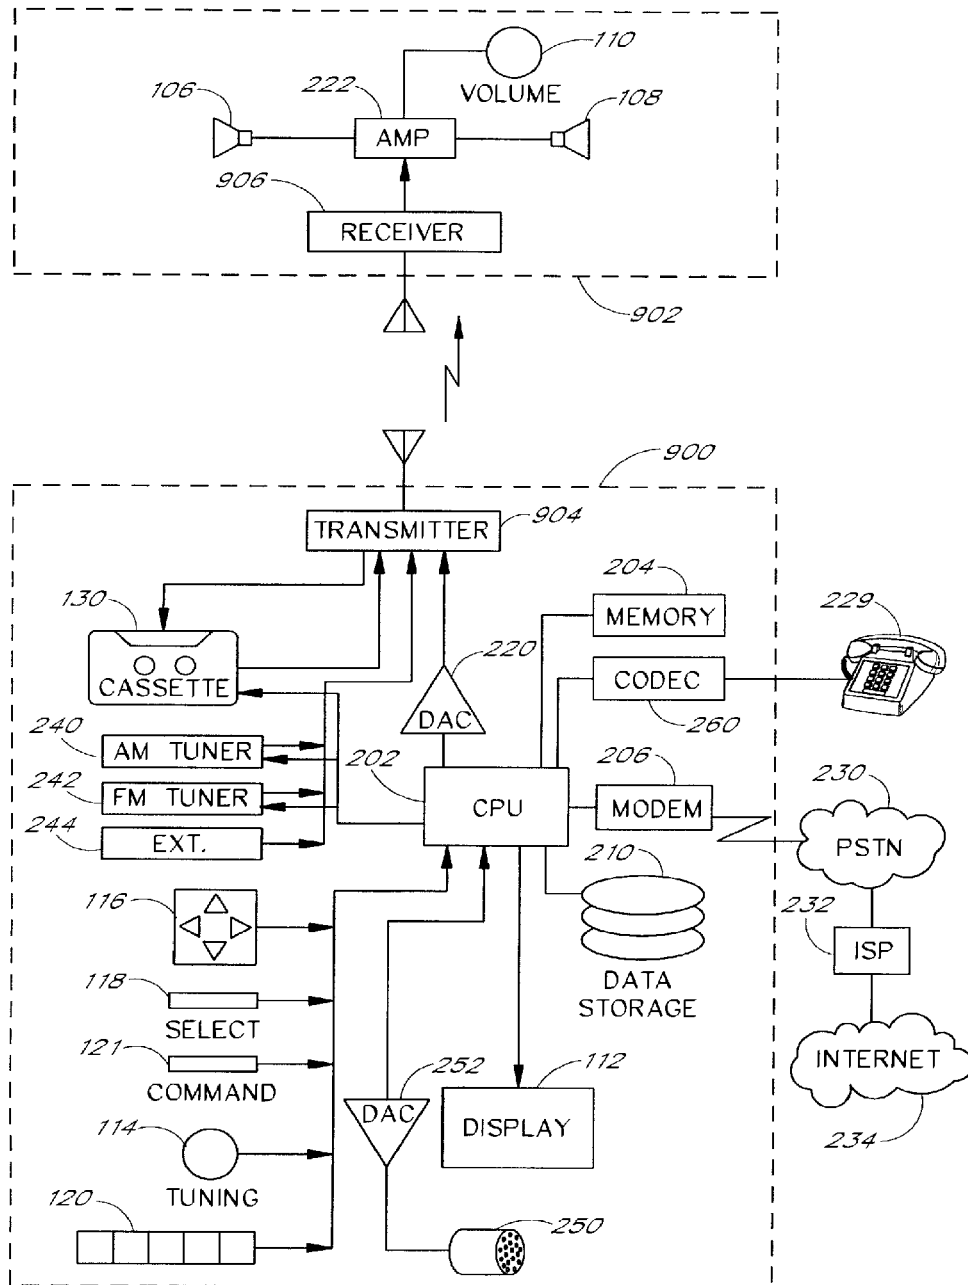 110
VOLUME
106
222
108
AMP
906
RECEIVER
902
900
TRANSMITTER
904
130
204
MEMORY
229
CASSETTE
220
CODEC
260
DAC
240
AM TUNER
202
206
230
242
FM TUNER
CPU
MODEM
244
EXT.
PSTN
210
116
232
ISP
118
SELECT
DATA
STORAGE
121
COMMAND
252
112
INTERNET
DAC
DISPLAY
114
234
TUNING
120
250